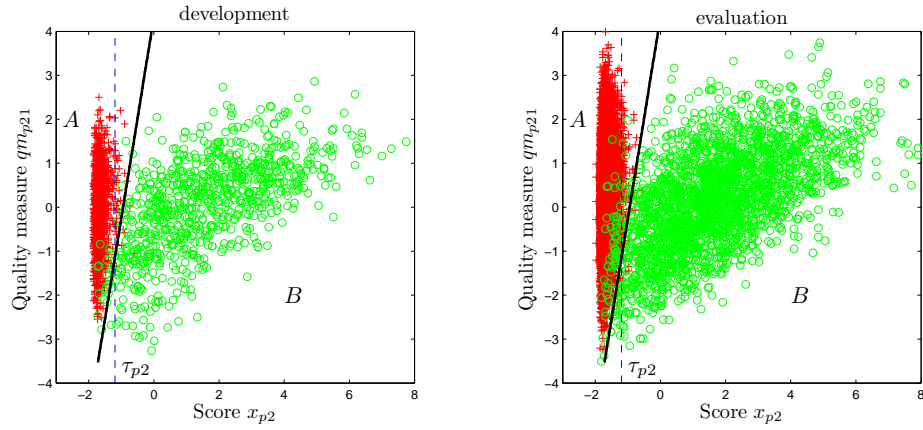 development
Quality measure qm_{p21}
4
3
2
1
0
−1
−2
−3
−4
A
B
τ_{p2}
−2 0 2 4 6 8
Score x_{p2}
evaluation
Quality measure qm_{p21}
4
3
2
1
0
−1
−2
−3
−4
A
B
τ_{p2}
−2 0 2 4 6 8
Score x_{p2}